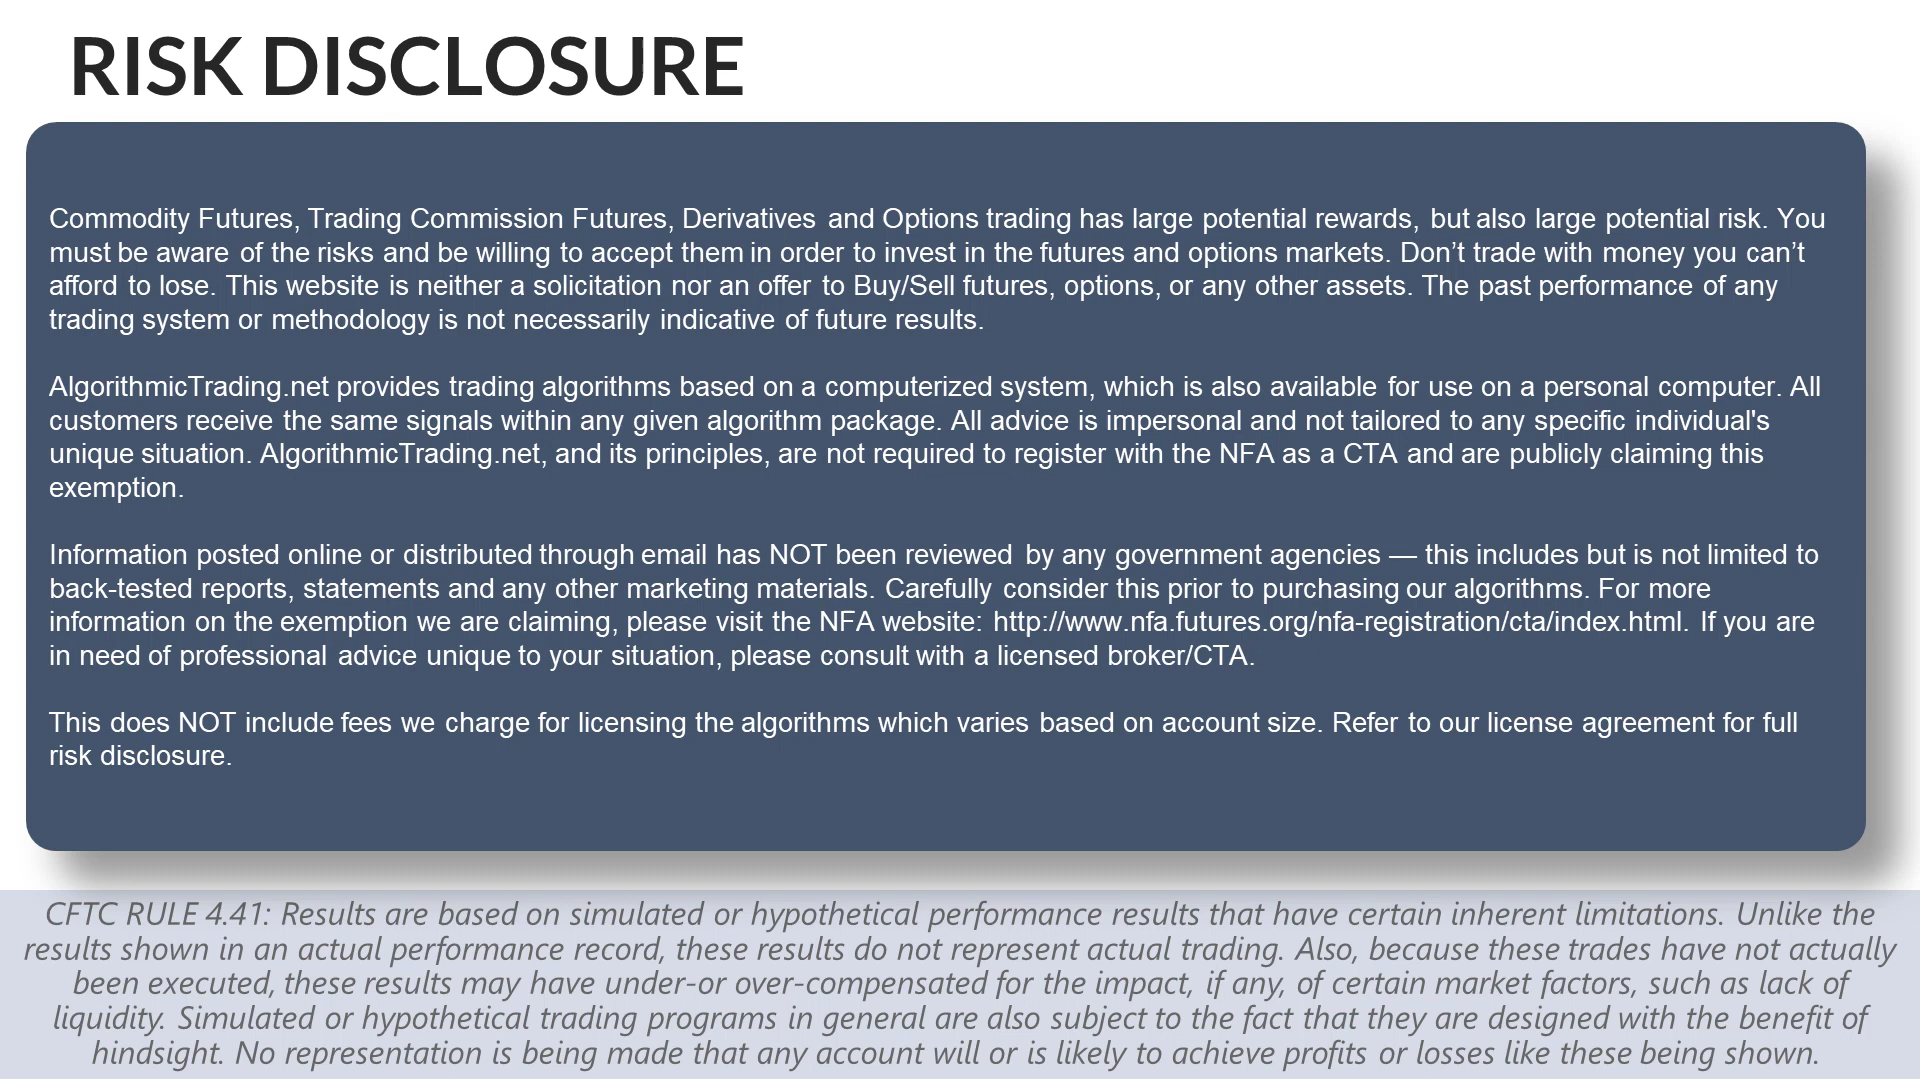 RISK DISCLOSURE
Commodity Futures, Trading Commission Futures, Derivatives and Options trading has large potential rewards, but also large potential risk. You
must be aware of the risks and be willing to accept them in order to invest in the futures and options markets. Don’t trade with money you can’t
afford to lose. This website is neither a solicitation nor an offer to Buy/Sell futures, options, or any other assets. The past performance of any
trading system or methodology is not necessarily indicative of future results.
AlgorithmicTrading.net provides trading algorithms based on a computerized system, which is also available for use on a personal computer. All
customers receive the same signals within any given algorithm package. All advice is impersonal and not tailored to any specific individual's
unique situation. AlgorithmicTrading.net, and its principles, are not required to register with the NFA as a CTA and are publicly claiming this
exemption.
Information posted online or distributed through email has NOT been reviewed by any government agencies — this includes but is not limited to
back-tested reports, statements and any other marketing materials. Carefully consider this prior to purchasing our algorithms. For more
information on the exemption we are claiming, please visit the NFA website: http://www.nfa.futures.org/nfa-registration/cta/index.html. If you are
in need of professional advice unique to your situation, please consult with a licensed broker/CTA.
This does NOT include fees we charge for licensing the algorithms which varies based on account size. Refer to our license agreement for full
risk disclosure.
CFTC RULE 4.41: Results are based on simulated or hypothetical performance results that have certain inherent limitations. Unlike the
results shown in an actual performance record, these results do not represent actual trading. Also, because these trades have not actually
been executed, these results may have under-or over-compensated for the impact, if any, of certain market factors, such as lack of
liquidity. Simulated or hypothetical trading programs in general are also subject to the fact that they are designed with the benefit of
hindsight. No representation is being made that any account will or is likely to achieve profits or losses like these being shown.